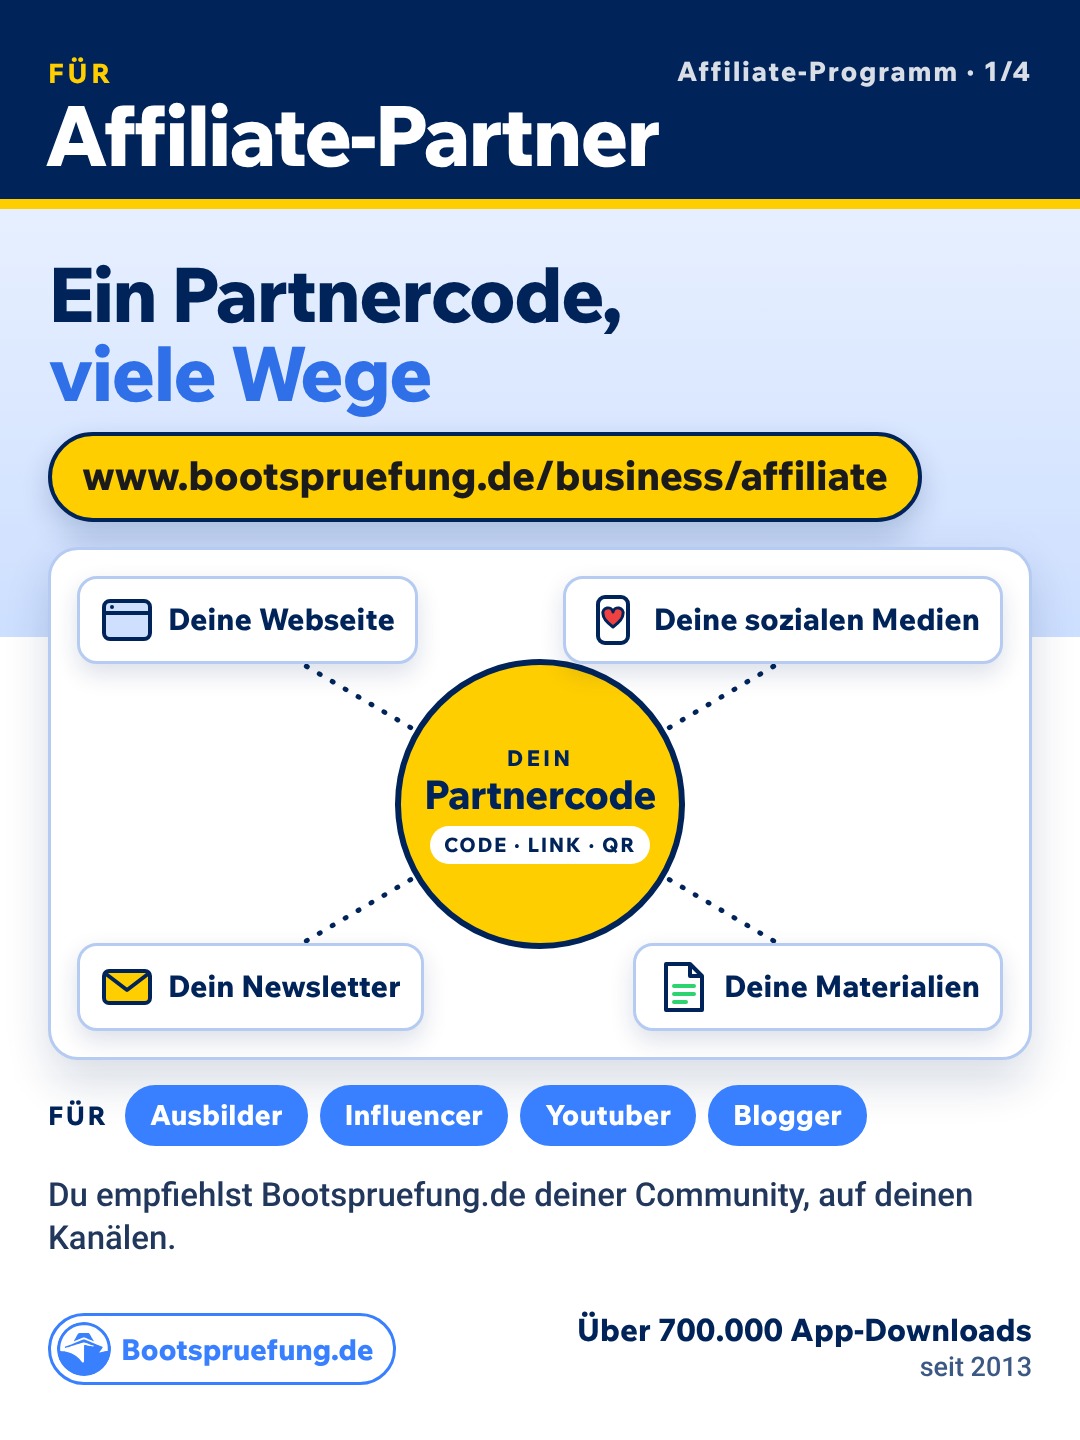 FÜR
Affiliate-Programm · 1/4
Affiliate-Partner
Ein Partnercode,
viele Wege
www.bootspruefung.de/business/affiliate
Deine Webseite
Deine sozialen Medien
DEIN
Partnercode
CODE · LINK · QR
Dein Newsletter
Deine Materialien
FÜR Ausbilder Influencer Youtuber Blogger
Du empfiehlst Bootspruefung.de deiner Community, auf deinen
Kanälen.
Bootspruefung.de
Über 700.000 App-Downloads
seit 2013